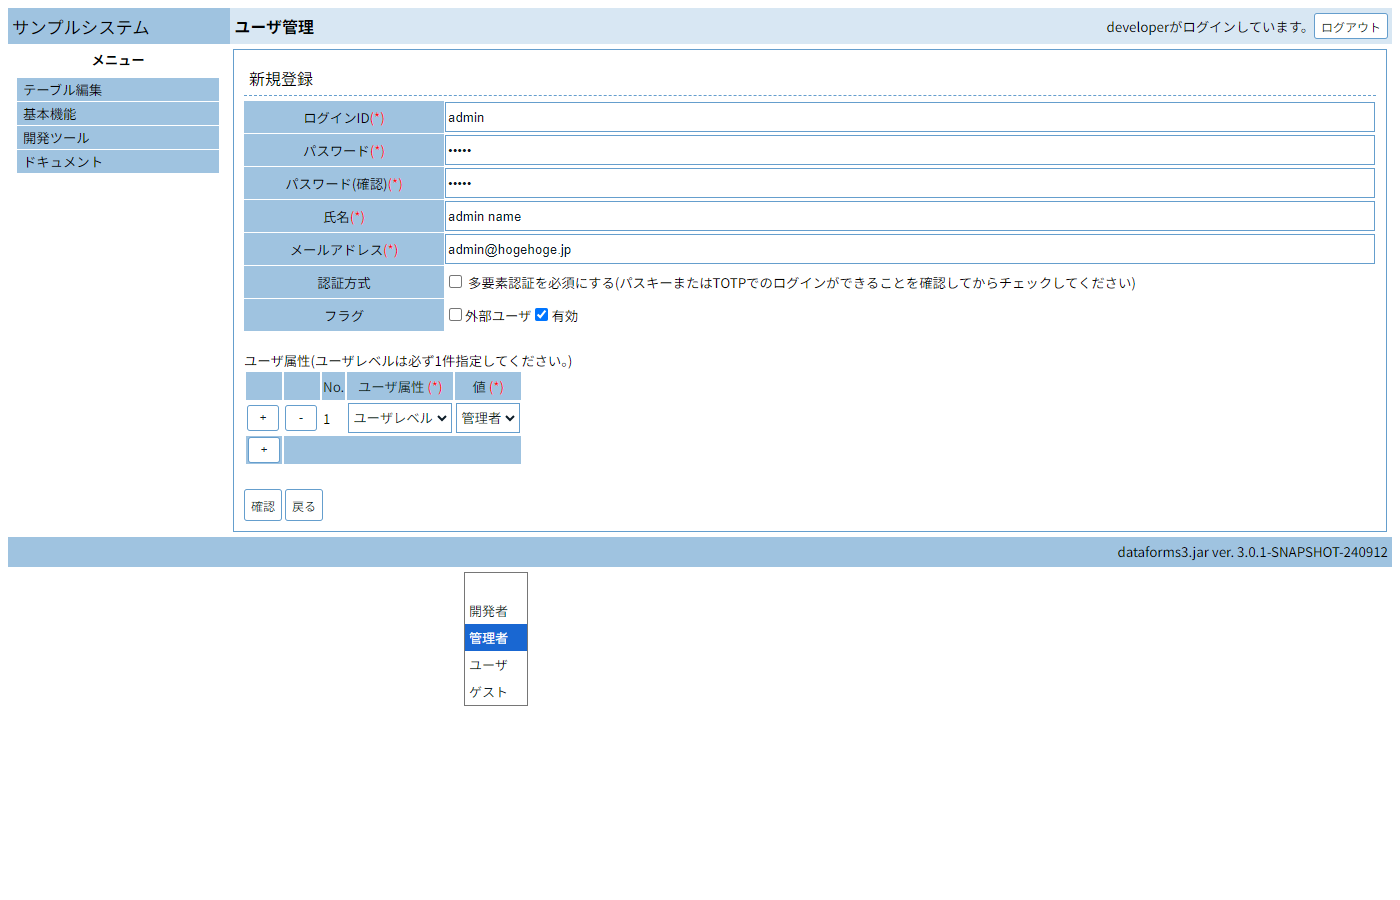 サンプルシステム
ユーザ管理
developerがログインしています。 ログアウト
メニュー
テーブル編集
基本機能
開発ツール
ドキュメント
新規登録
ログインID(*) admin
パスワード(*) •••••
パスワード(確認)(*) •••••
氏名(*) admin name
メールアドレス(*) admin@hogehoge.jp
認証方式 多要素認証を必須にする(パスキーまたはTOTPでのログインができることを確認してからチェックしてください)
フラグ 外部ユーザ 有効
ユーザ属性(ユーザレベルは必ず1件指定してください。)
No. ユーザ属性 (*) 値 (*)
+ - 1 ユーザレベル 管理者
+
確認 戻る
dataforms3.jar ver. 3.0.1-SNAPSHOT-240912
開発者
管理者
ユーザ
ゲスト